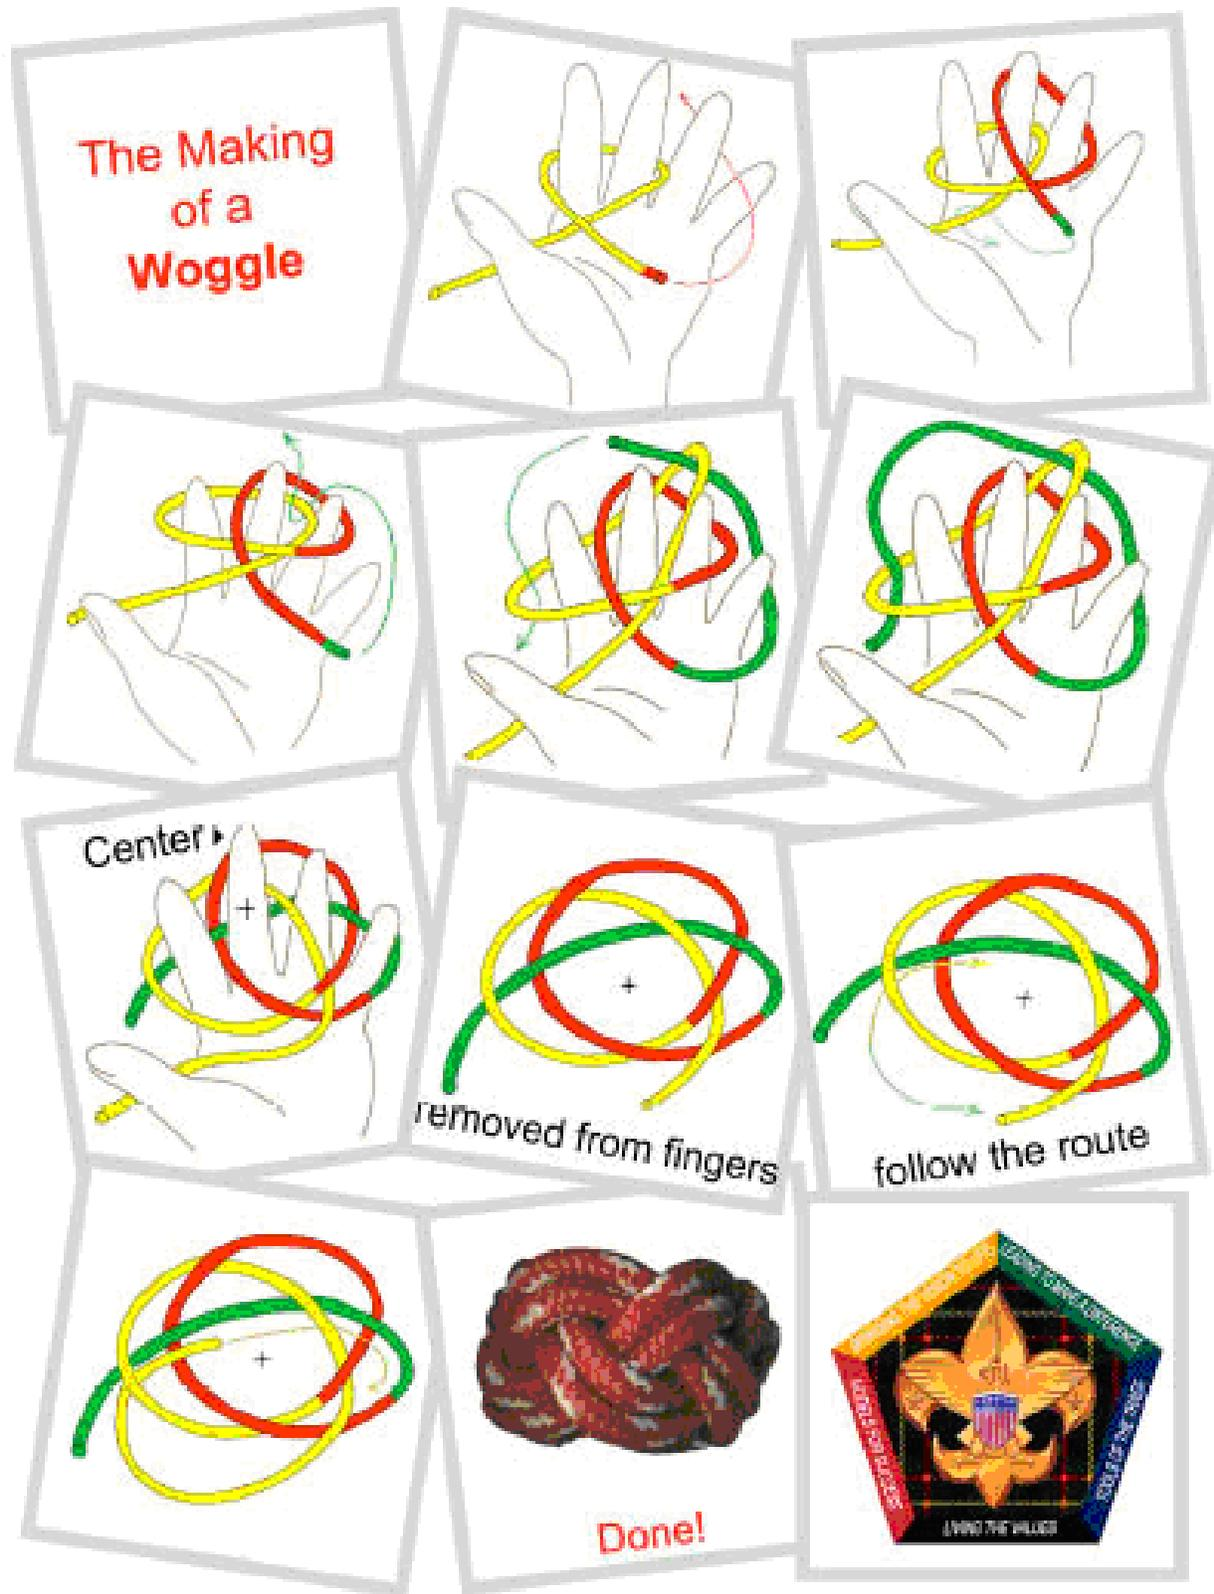 The Making
of a
Woggle
Center
removed from fingers
follow the route
Done!
LIVING THE VALUES